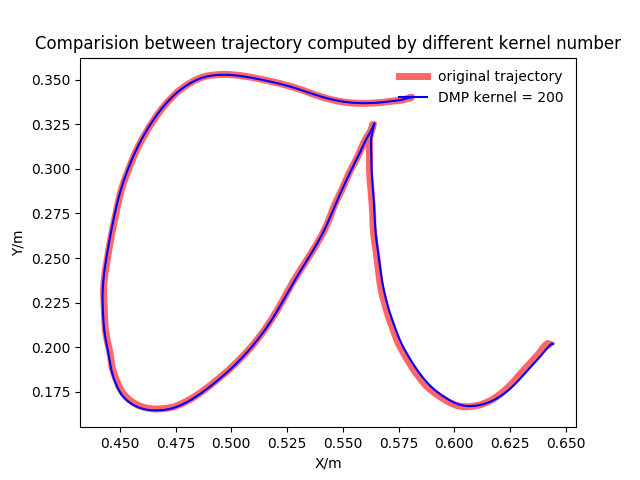 Comparision between trajectory computed by different kernel number
original trajectory
DMP kernel = 200
0.350
0.325
0.300
0.275
0.250
0.225
0.200
0.175
Y/m
0.450 0.475 0.500 0.525 0.550 0.575 0.600 0.625 0.650
X/m